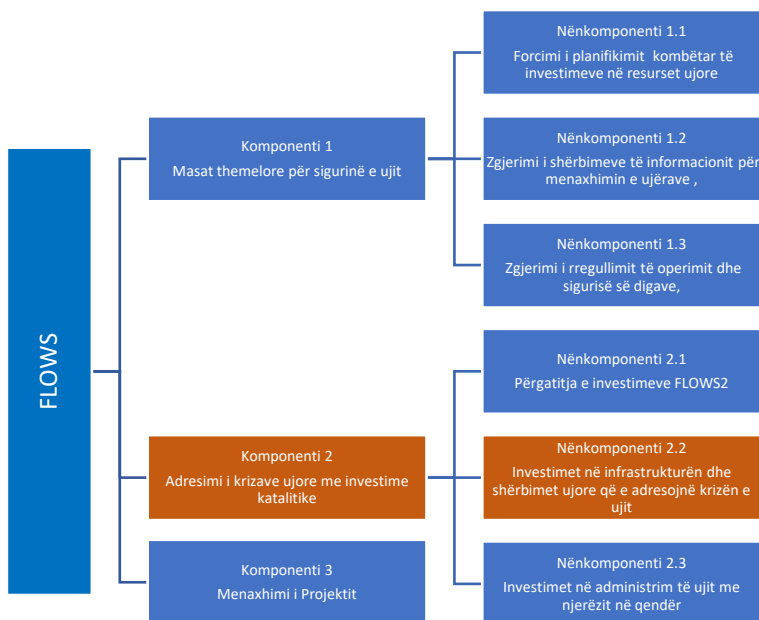 FLOWS
Komponenti 1
Masat themelore për sigurinë e ujit
Nënkomponenti 1.1
Forcimi i planifikimit kombëtar të
investimeve në resurset ujore
Nënkomponenti 1.2
Zgjerimi i shërbimeve të informacionit për
menaxhimin e ujërave ,
Nënkomponenti 1.3
Zgjerimi i rregullimit të operimit dhe
sigurisë së digave,
Komponenti 2
Adresimi i krizave ujore me investime
katalitike
Nënkomponenti 2.1
Përgatitja e investimeve FLOWS2
Nënkomponenti 2.2
Investimet në infrastrukturën dhe
shërbimet ujore që e adresojnë krizën e
ujit
Nënkomponenti 2.3
Investimet në administrim të ujit me
njerëzit në qendër
Komponenti 3
Menaxhimi i Projektit